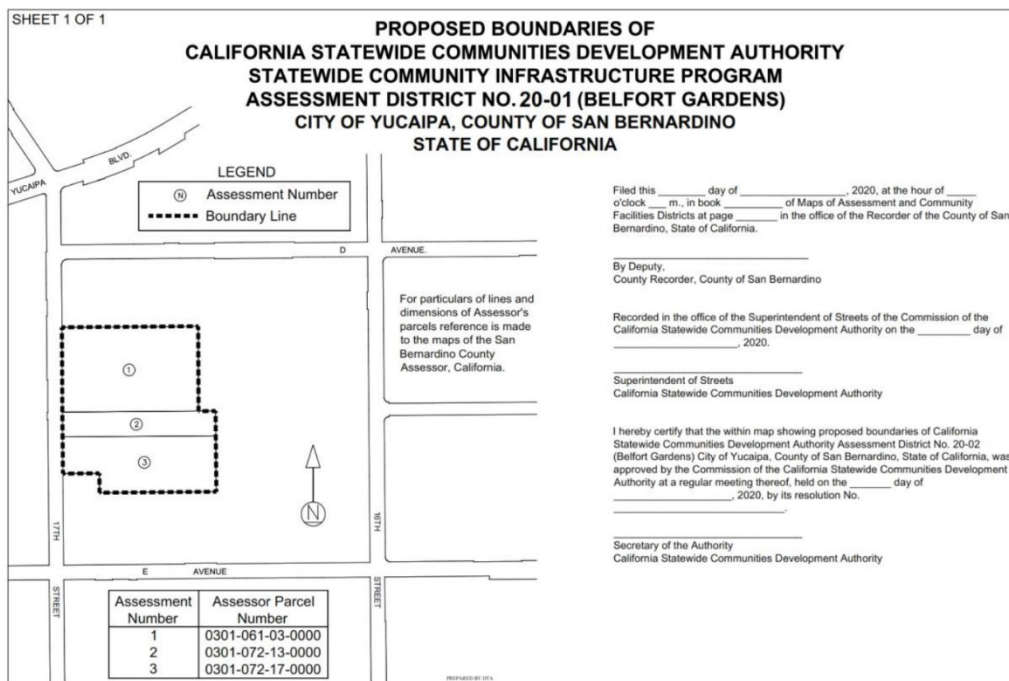 SHEET 1 OF 1
PROPOSED BOUNDARIES OF
CALIFORNIA STATEWIDE COMMUNITIES DEVELOPMENT AUTHORITY
STATEWIDE COMMUNITY INFRASTRUCTURE PROGRAM
ASSESSMENT DISTRICT NO. 20-01 (BELFORT GARDENS)
CITY OF YUCAIPA, COUNTY OF SAN BERNARDINO
STATE OF CALIFORNIA
YUCAIPA
BLVD.
LEGEND
N Assessment Number
Boundary Line
D AVENUE.
For particulars of lines and
dimensions of Assessor's
parcels reference is made
to the maps of the San
Bernardino County
Assessor, California.
1
2
3
N
17TH
STREET
16TH
STREET
E AVENUE
Assessment Number Assessor Parcel Number
1 0301-061-03-0000
2 0301-072-13-0000
3 0301-072-17-0000
PREPARED BY DTA
Filed this ________ day of __________________, 2020, at the hour of _____
o'clock ___ m., in book __________ of Maps of Assessment and Community
Facilities Districts at page _______ in the office of the Recorder of the County of San
Bernardino, State of California.
By Deputy,
County Recorder, County of San Bernardino
Recorded in the office of the Superintendent of Streets of the Commission of the
California Statewide Communities Development Authority on the _________ day of
_____________________, 2020.
Superintendent of Streets
California Statewide Communities Development Authority
I hereby certify that the within map showing proposed boundaries of California
Statewide Communities Development Authority Assessment District No. 20-02
(Belfort Gardens) City of Yucaipa, County of San Bernardino, State of California, was
approved by the Commission of the California Statewide Communities Development
Authority at a regular meeting thereof, held on the _______ day of
____________________, 2020, by its resolution No.
_____________________________.
Secretary of the Authority
California Statewide Communities Development Authority